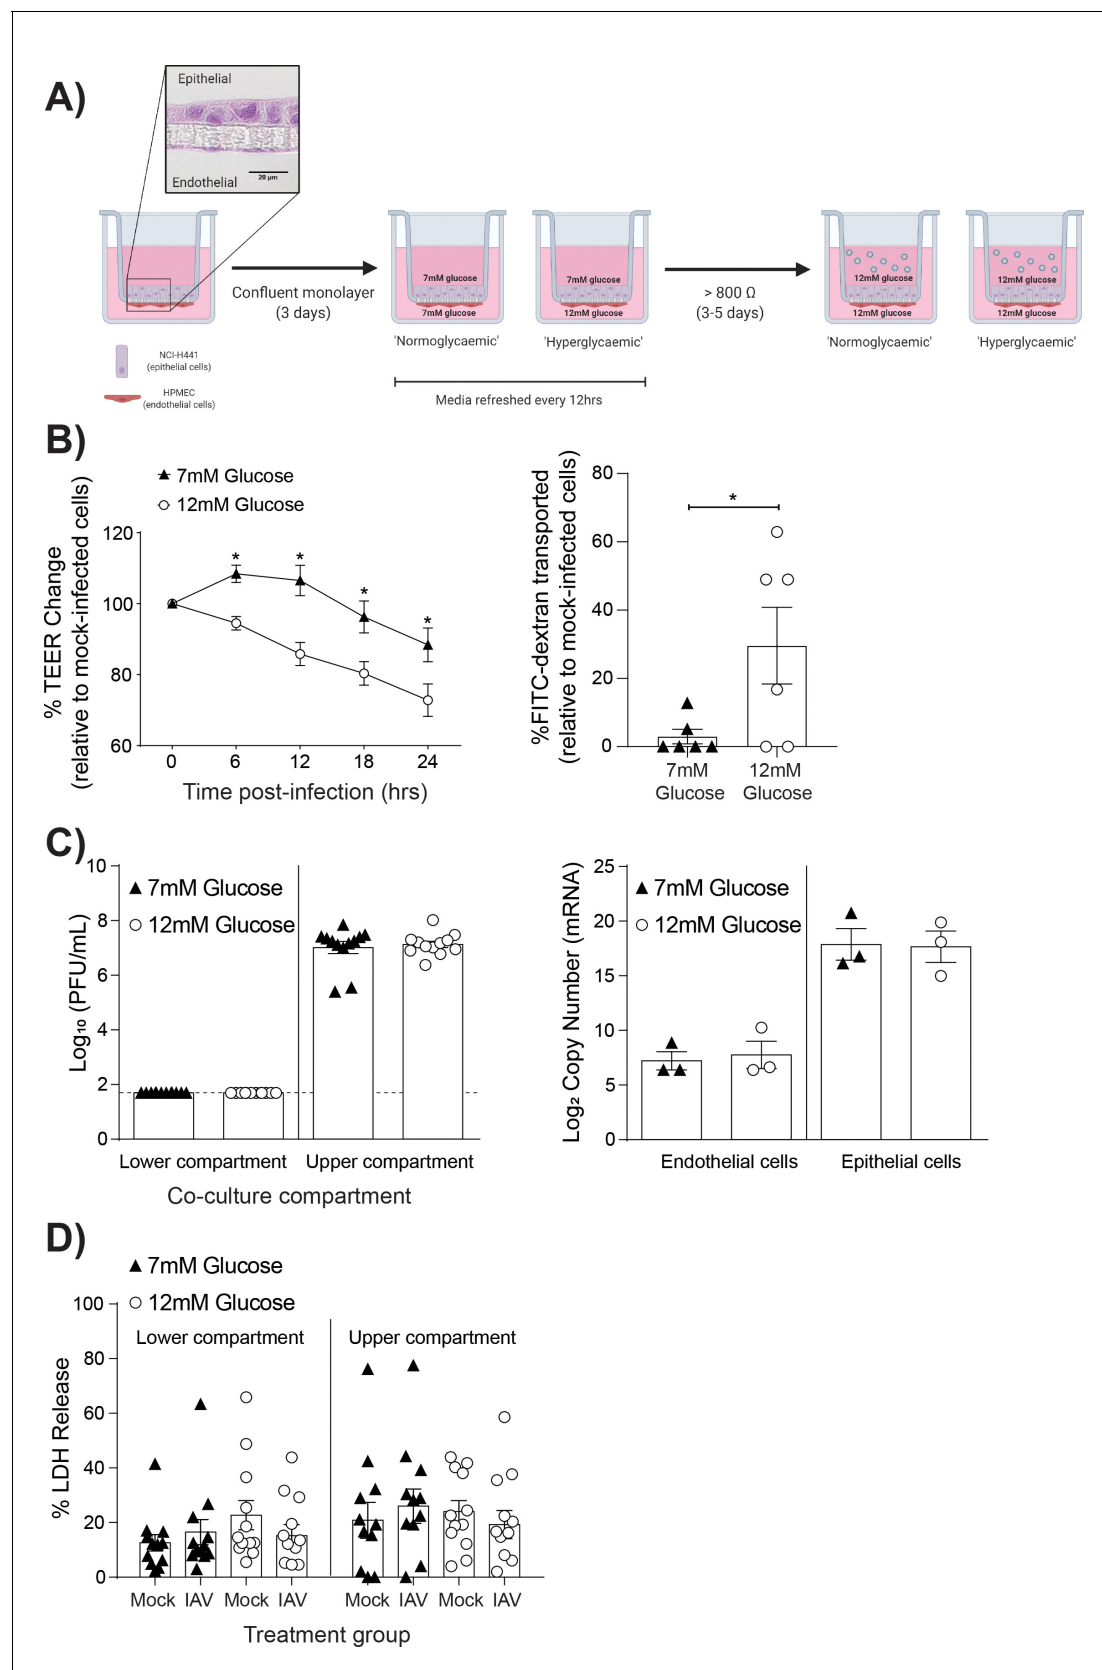 A)
Epithelial
20 µm
Endothelial
7mM glucose
7mM glucose
7mM glucose
12mM glucose
12mM glucose
12mM glucose
12mM glucose
12mM glucose
Confluent monolayer
(3 days)
> 800 Ω
(3-5 days)
'Normoglycaemic'
'Hyperglycaemic'
'Normoglycaemic'
'Hyperglycaemic'
NCI-H441
(epithelial cells)
HPMEC
(endothelial cells)
Media refreshed every 12hrs
B)
7mM Glucose
12mM Glucose
% TEER Change
(relative to mock-infected cells)
120
100
80
60
* * * *
0 6 12 18 24
Time post-infection (hrs)
%FITC-dextran transported
(relative to mock-infected cells)
80
60
40
20
0
*
7mM
Glucose
12mM
Glucose
C)
7mM Glucose
12mM Glucose
Log₁₀ (PFU/mL)
10
8
6
4
2
0
Lower compartment Upper compartment
Co-culture compartment
7mM Glucose
12mM Glucose
Log₂ Copy Number (mRNA)
25
20
15
10
5
0
Endothelial cells Epithelial cells
D)
7mM Glucose
12mM Glucose
% LDH Release
100
80
60
40
20
0
Lower compartment Upper compartment
Mock IAV Mock IAV Mock IAV Mock IAV
Treatment group